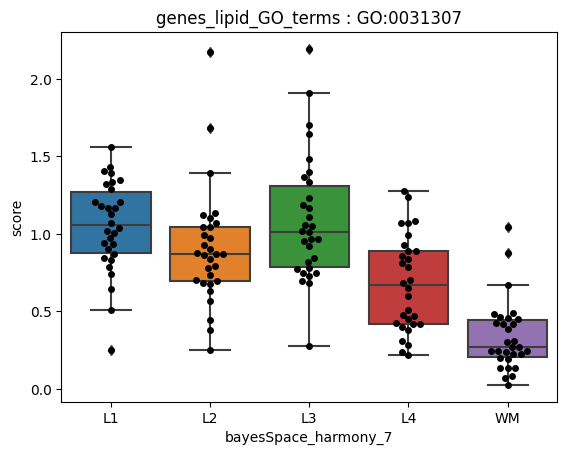 genes_lipid_GO_terms : GO:0031307
2.0
1.5
1.0
0.5
0.0
score
L1 L2 L3 L4 WM
bayesSpace_harmony_7